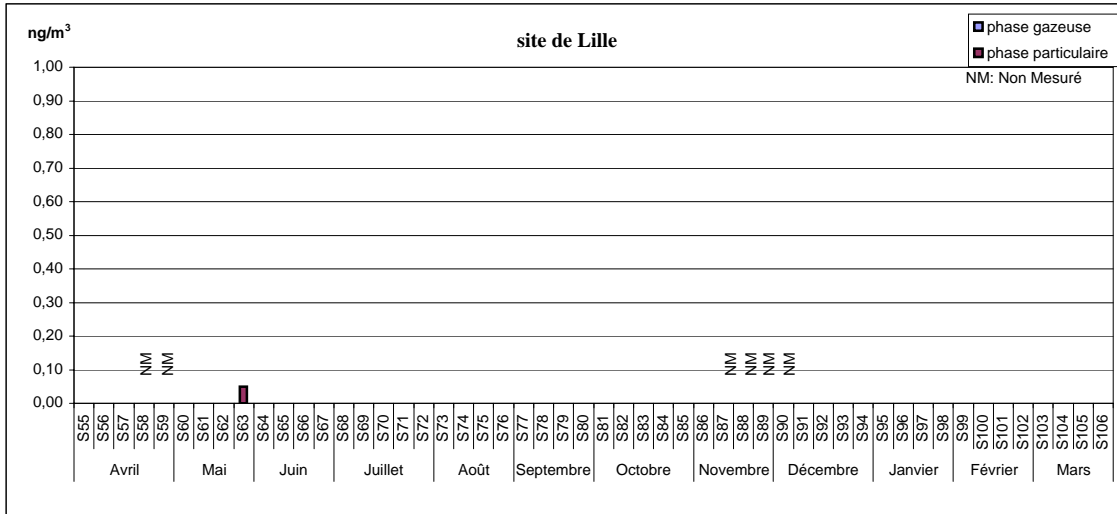 ng/m³
site de Lille
phase gazeuse
phase particulaire
NM: Non Mesuré
1,00
0,90
0,80
0,70
0,60
0,50
0,40
0,30
0,20
0,10
0,00
NM NM NM NM NM NM
S55 S56 S57 S58 S59 S60 S61 S62 S63 S64 S65 S66 S67 S68 S69 S70 S71 S72 S73 S74 S75 S76 S77 S78 S79 S80 S81 S82 S83 S84 S85 S86 S87 S88 S89 S90 S91 S92 S93 S94 S95 S96 S97 S98 S99 S100 S101 S102 S103 S104 S105 S106
Avril Mai Juin Juillet Août Septembre Octobre Novembre Décembre Janvier Février Mars